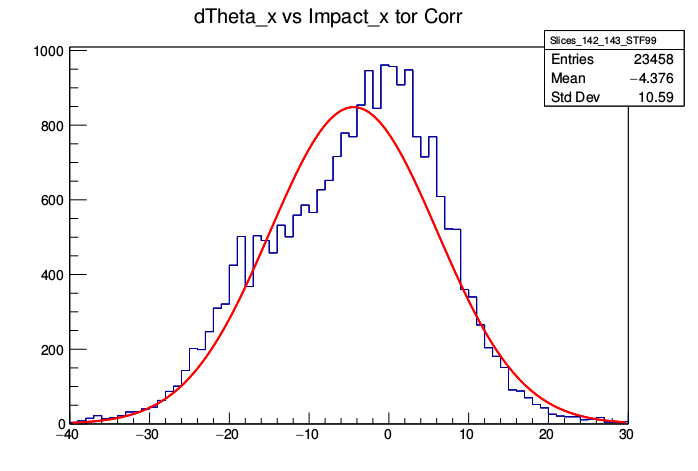 dTheta_x vs Impact_x tor Corr
Slices_142_143_STF99
Entries 23458
Mean −4.376
Std Dev 10.59
1000
800
600
400
200
0
−40 −30 −20 −10 0 10 20 30